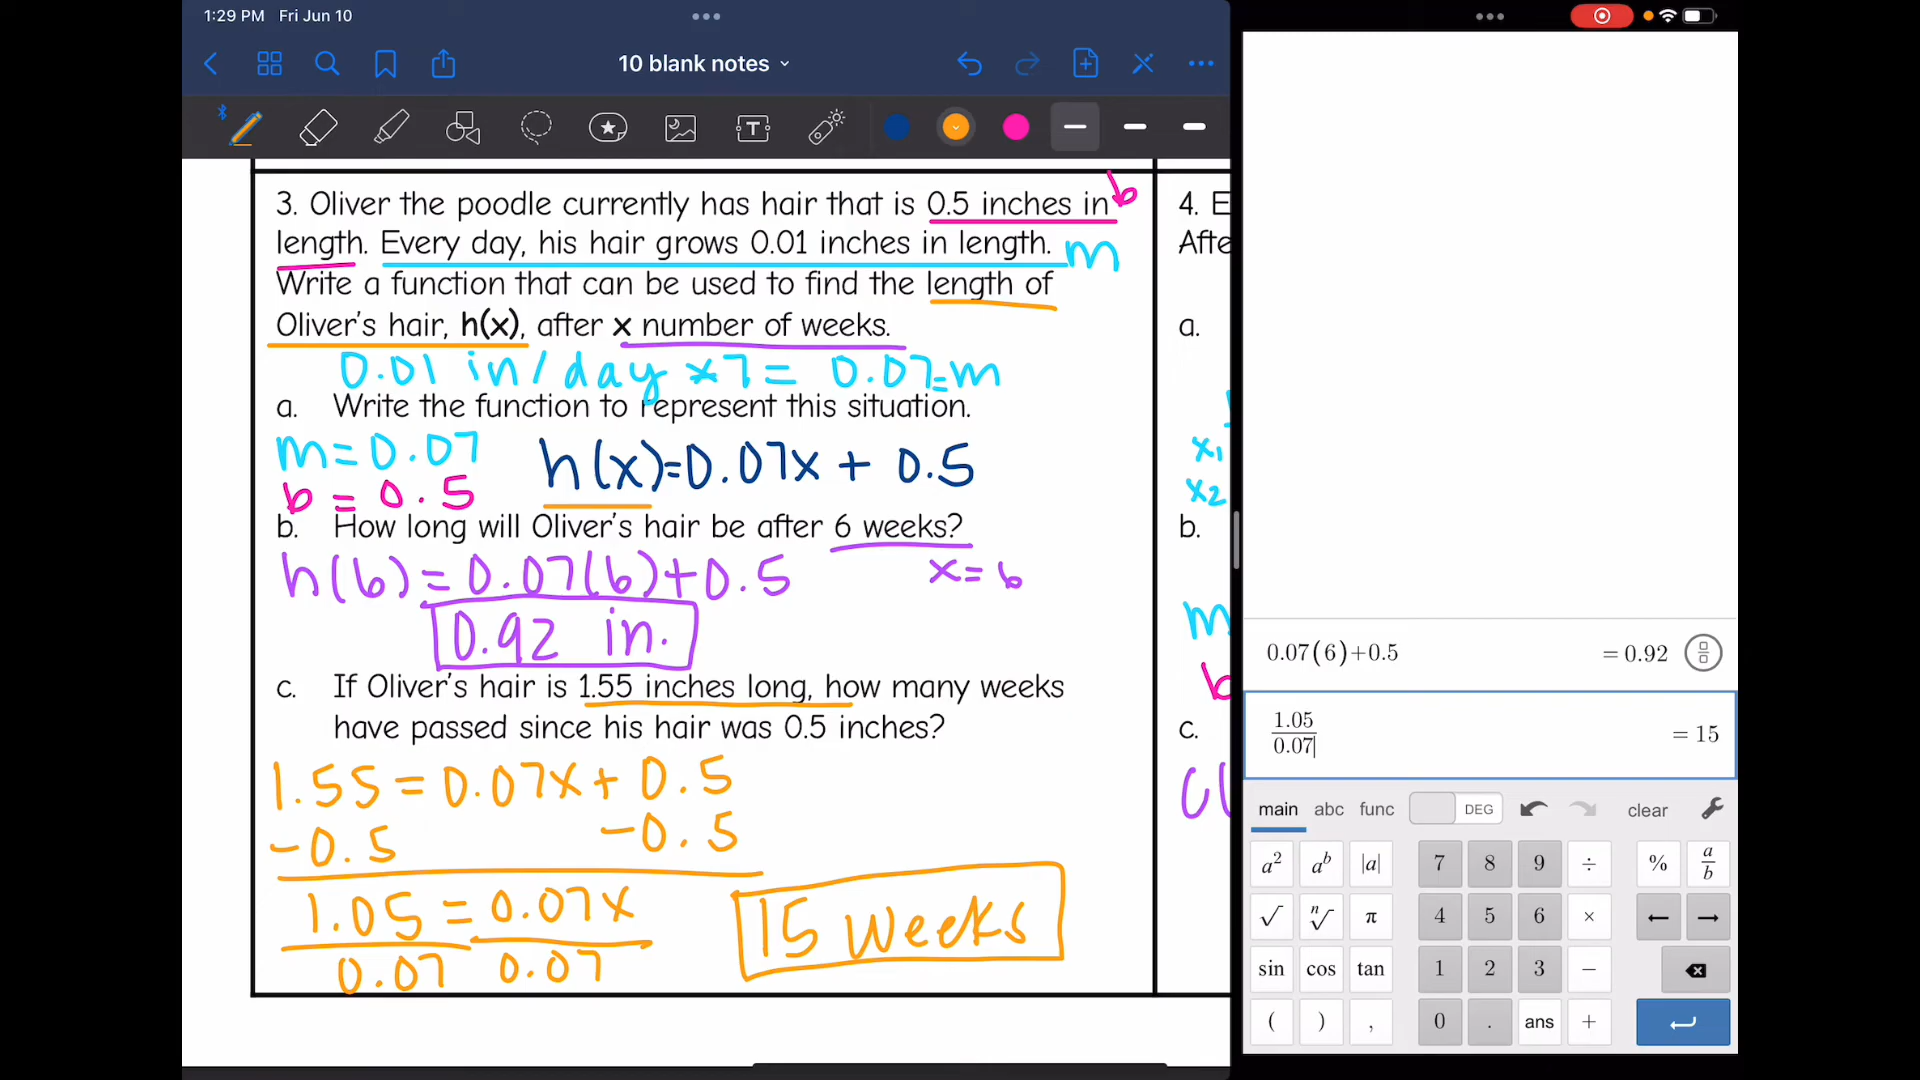 1:29 PM Fri Jun 10
10 blank notes
3. Oliver the poodle currently has hair that is 0.5 inches in b
length. Every day, his hair grows 0.01 inches in length. m
Write a function that can be used to find the length of
Oliver's hair, h(x), after x number of weeks.
0.01 in/day × 7 = 0.07 = m
a. Write the function to represent this situation.
m = 0.07
h(x) = 0.07x + 0.5
b = 0.5
b. How long will Oliver's hair be after 6 weeks?
h(6) = 0.07(6) + 0.5
x = 6
0.92 in.
c. If Oliver's hair is 1.55 inches long, how many weeks
have passed since his hair was 0.5 inches?
1.55 = 0.07x + 0.5
-0.5 -0.5
1.05 = 0.07x
0.07 0.07
15 weeks
4. E
Afte
a.
x1
x2
b.
m
b
c.
0.07(6)+0.5 = 0.92
1.05
0.07 = 15
main abc func DEG clear
a² aᵇ |a| 7 8 9 ÷ % a/b
√ ⁿ√ π 4 5 6 × ← →
sin cos tan 1 2 3 −
( ) , 0 . ans +